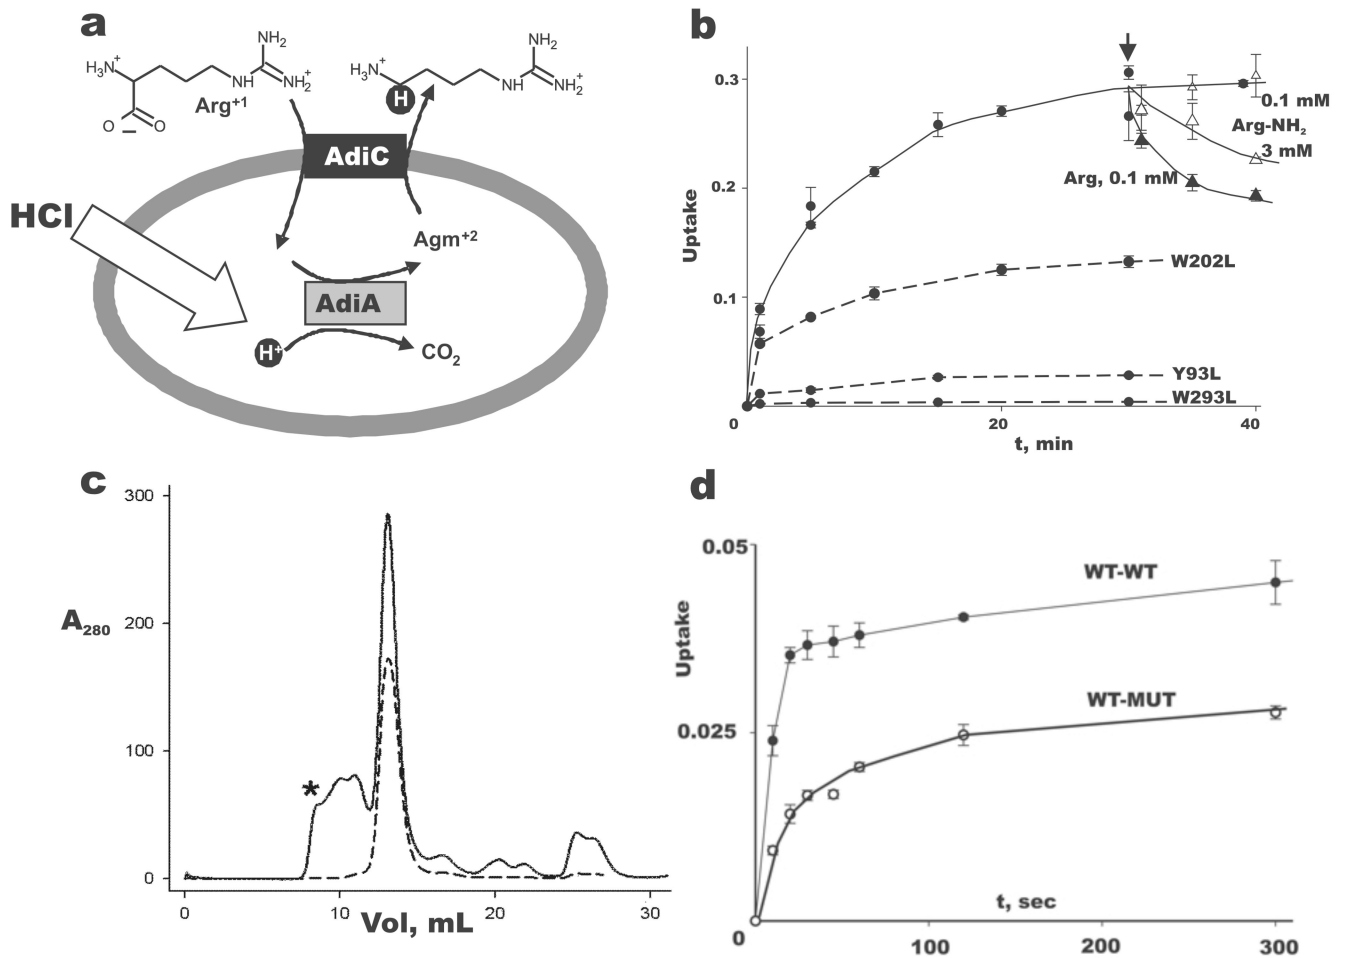 a
H₃N⁺
O
−
O
NH
NH₂
NH₂⁺
Arg⁺¹
H₃N⁺
H
NH
NH₂
NH₂⁺
AdiC
HCl
Agm⁺²
AdiA
H⁺
CO₂
b
Uptake
0.3
0.2
0.1
0
20
40
t, min
0.1 mM
Arg-NH₂
3 mM
Arg, 0.1 mM
W202L
Y93L
W293L
c
A₂₈₀
300
200
100
0
*
0
10
20
30
Vol, mL
d
Uptake
0.05
0.025
0
WT-WT
WT-MUT
t, sec
100
200
300